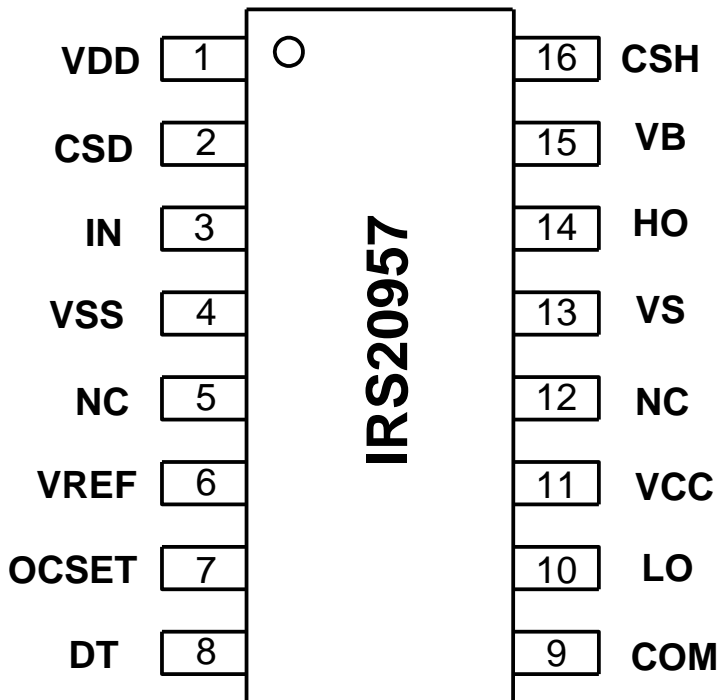 VDD 1 16 CSH
CSD 2 15 VB
IN 3 14 HO
VSS 4 13 VS
NC 5 12 NC
VREF 6 11 VCC
OCSET 7 10 LO
DT 8 9 COM
IRS20957